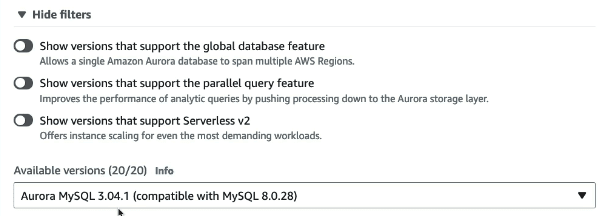 Hide filters
Show versions that support the global database feature
Allows a single Amazon Aurora database to span multiple AWS Regions.
Show versions that support the parallel query feature
Improves the performance of analytic queries by pushing processing down to the Aurora storage layer.
Show versions that support Serverless v2
Offers instance scaling for even the most demanding workloads.
Available versions (20/20) Info
Aurora MySQL 3.04.1 (compatible with MySQL 8.0.28)